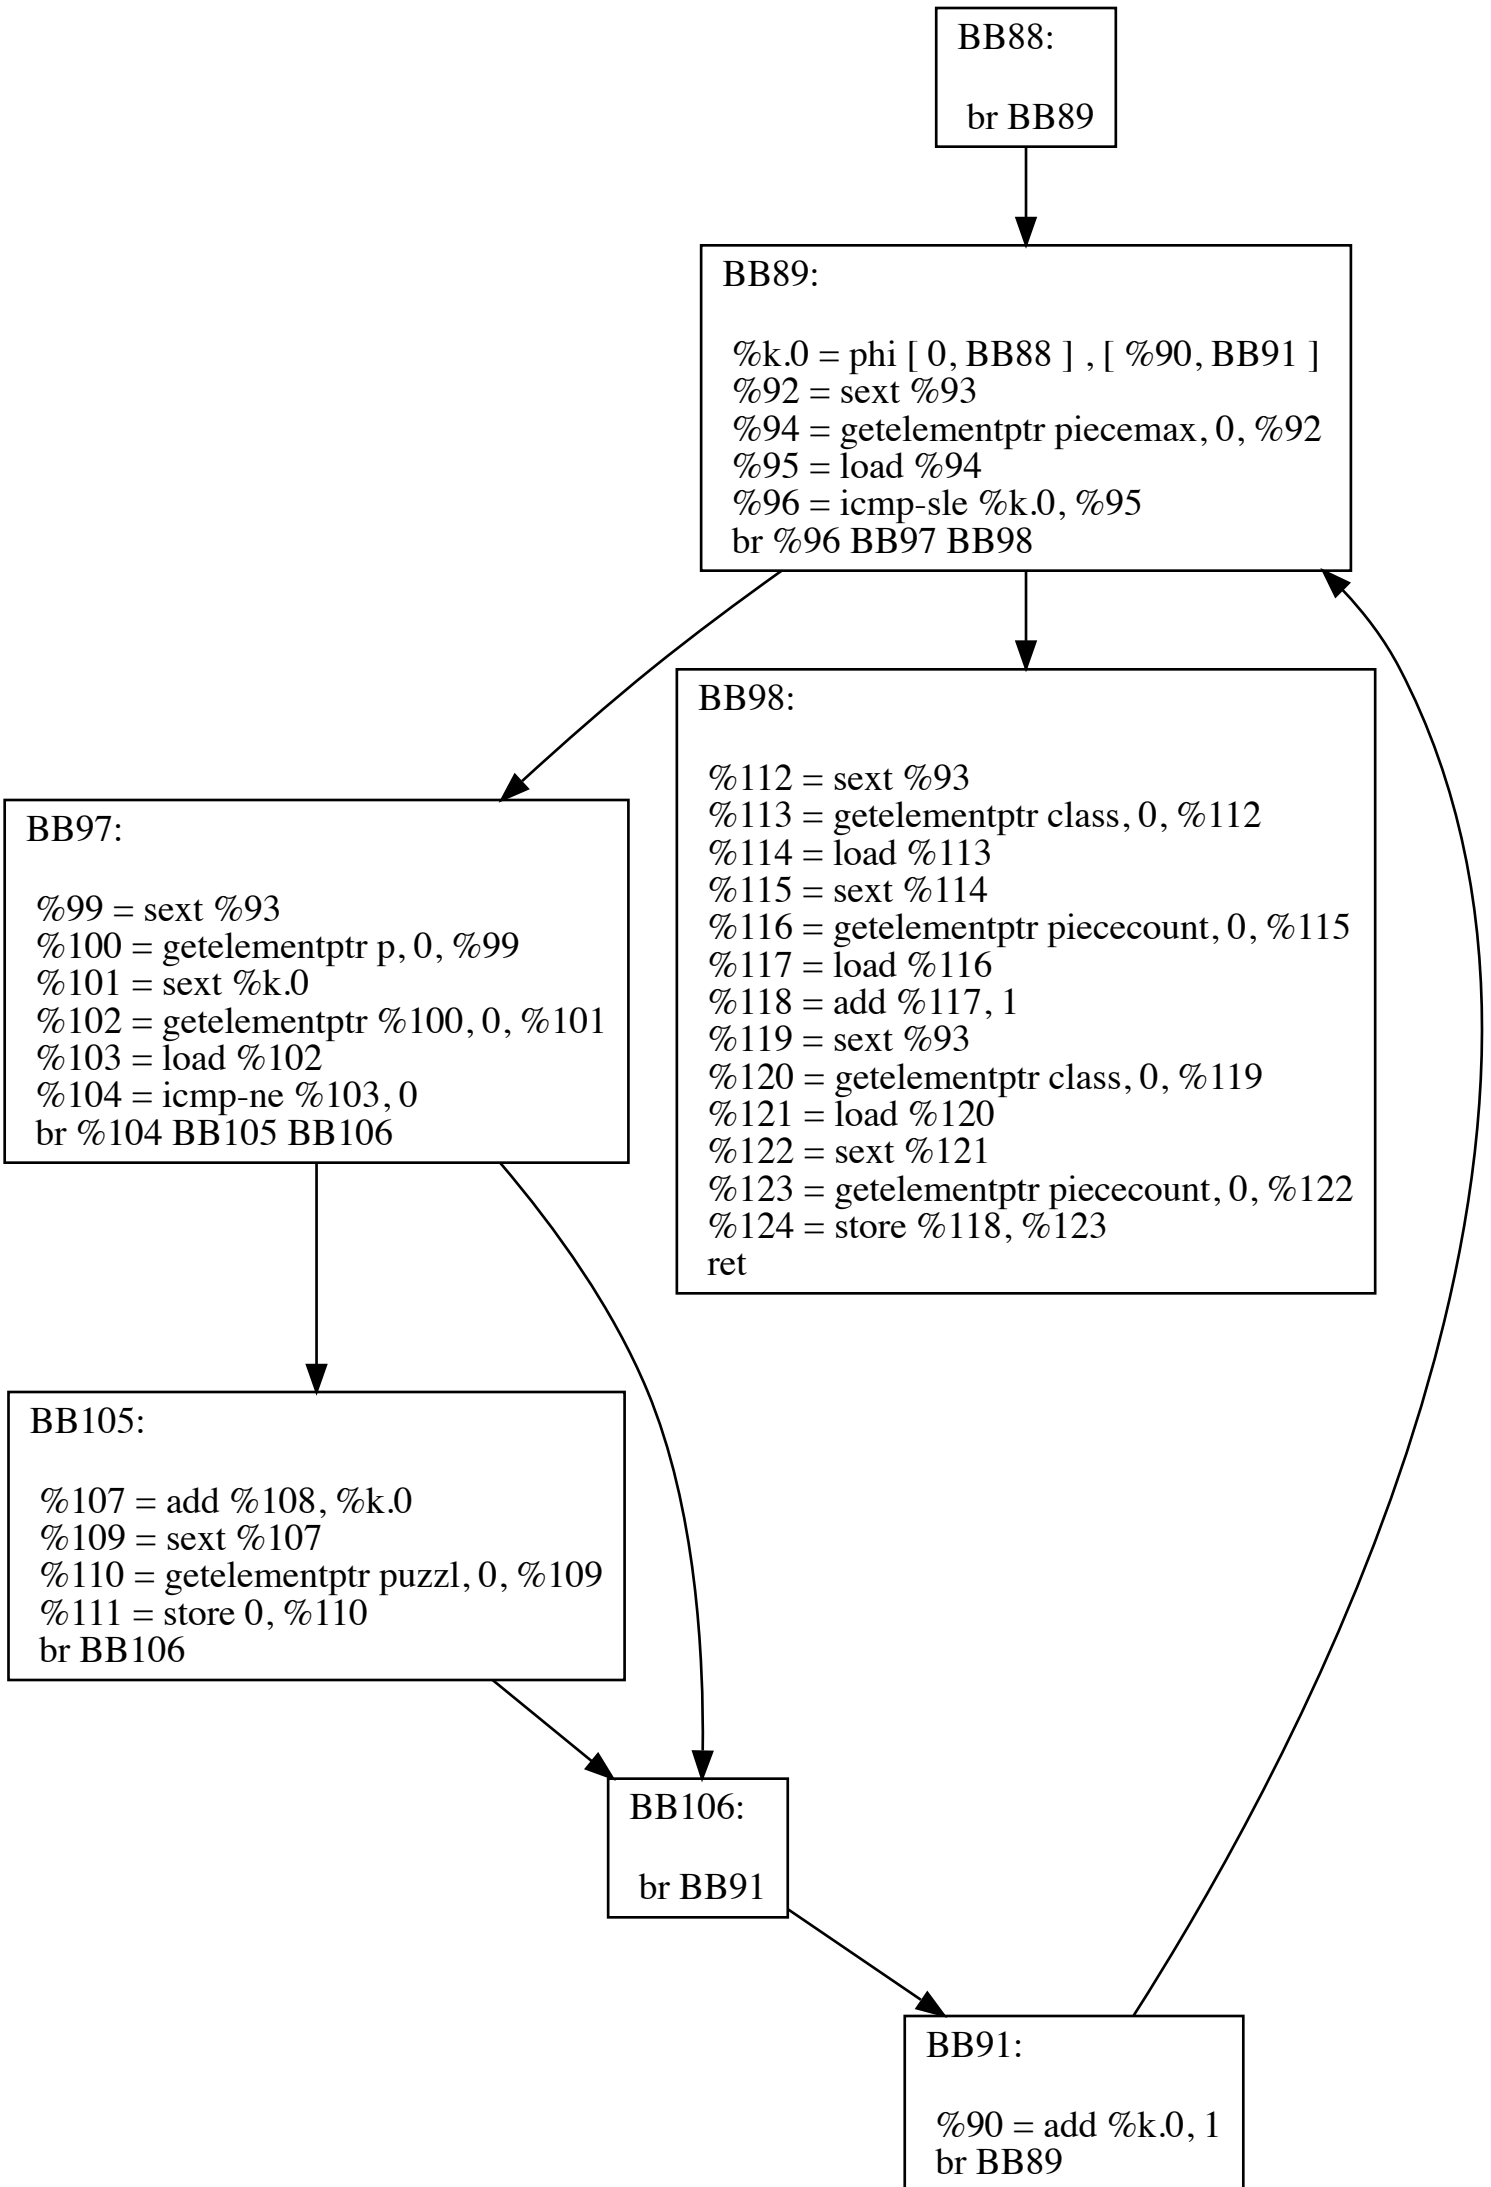 BB88:
br BB89
BB89:
%k.0 = phi [ 0, BB88 ] , [ %90, BB91 ]
%92 = sext %93
%94 = getelementptr piecemax, 0, %92
%95 = load %94
%96 = icmp-sle %k.0, %95
br %96 BB97 BB98
BB98:
%112 = sext %93
%113 = getelementptr class, 0, %112
%114 = load %113
%115 = sext %114
%116 = getelementptr piececount, 0, %115
%117 = load %116
%118 = add %117, 1
%119 = sext %93
%120 = getelementptr class, 0, %119
%121 = load %120
%122 = sext %121
%123 = getelementptr piececount, 0, %122
%124 = store %118, %123
ret
BB97:
%99 = sext %93
%100 = getelementptr p, 0, %99
%101 = sext %k.0
%102 = getelementptr %100, 0, %101
%103 = load %102
%104 = icmp-ne %103, 0
br %104 BB105 BB106
BB105:
%107 = add %108, %k.0
%109 = sext %107
%110 = getelementptr puzzl, 0, %109
%111 = store 0, %110
br BB106
BB106:
br BB91
BB91:
%90 = add %k.0, 1
br BB89